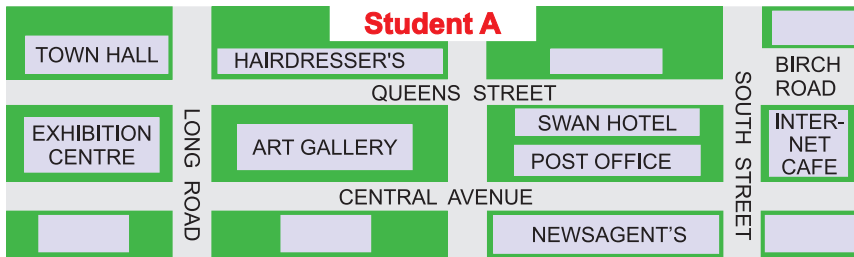 Student A
TOWN HALL
HAIRDRESSER'S
QUEENS STREET
BIRCH
ROAD
EXHIBITION
CENTRE
LONG ROAD
ART GALLERY
SWAN HOTEL
POST OFFICE
SOUTH STREET
INTER-
NET
CAFE
CENTRAL AVENUE
NEWSAGENT'S